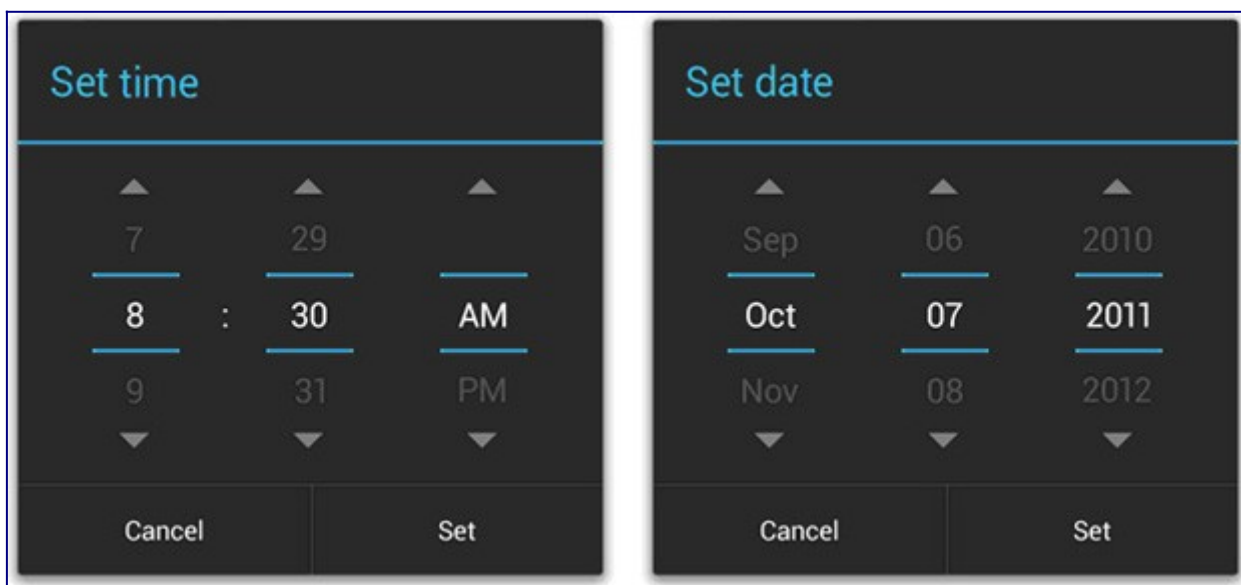 Set time
7 29
8 : 30 AM
9 31 PM
Cancel Set
Set date
Sep 06 2010
Oct 07 2011
Nov 08 2012
Cancel Set